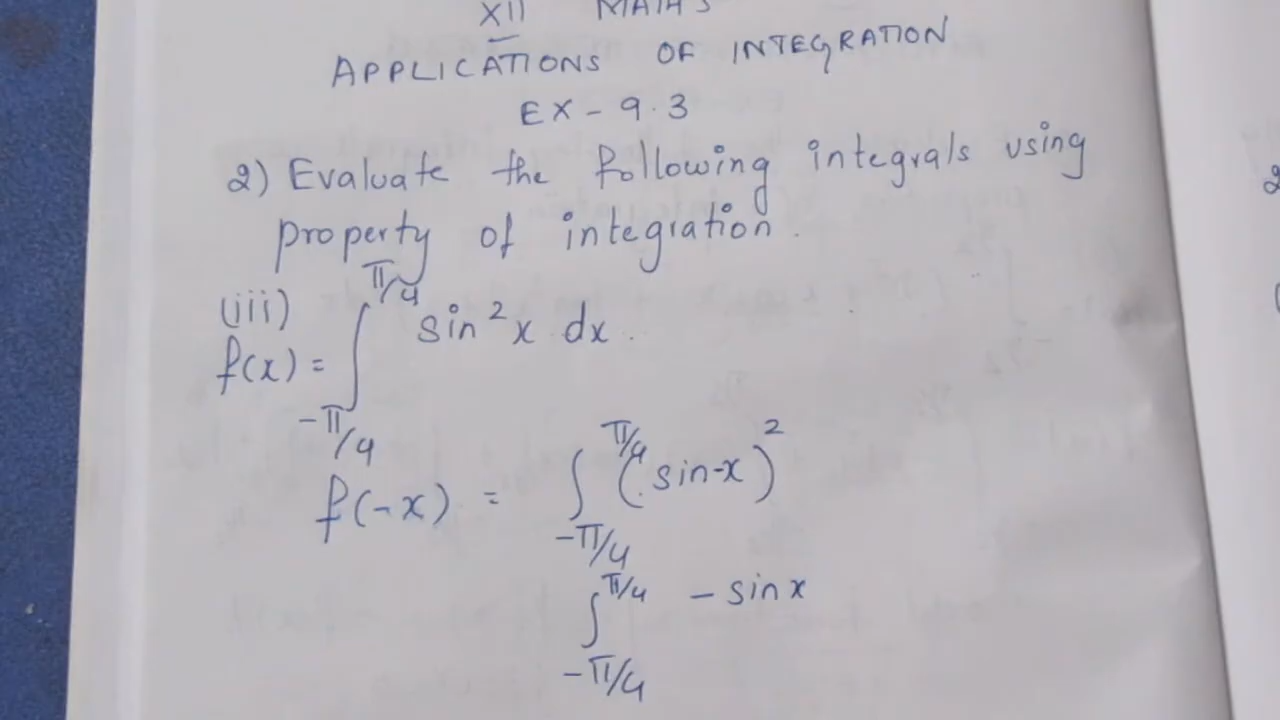 XII MATHS
APPLICATIONS OF INTEGRATION
EX - 9.3
2) Evaluate the following integrals using
property of integration.
(iii)
f(x) = ∫_{-π/4}^{π/4} sin²x dx.
f(-x) = ∫_{-π/4}^{π/4} (sin-x)²
∫_{-π/4}^{π/4} - sin x